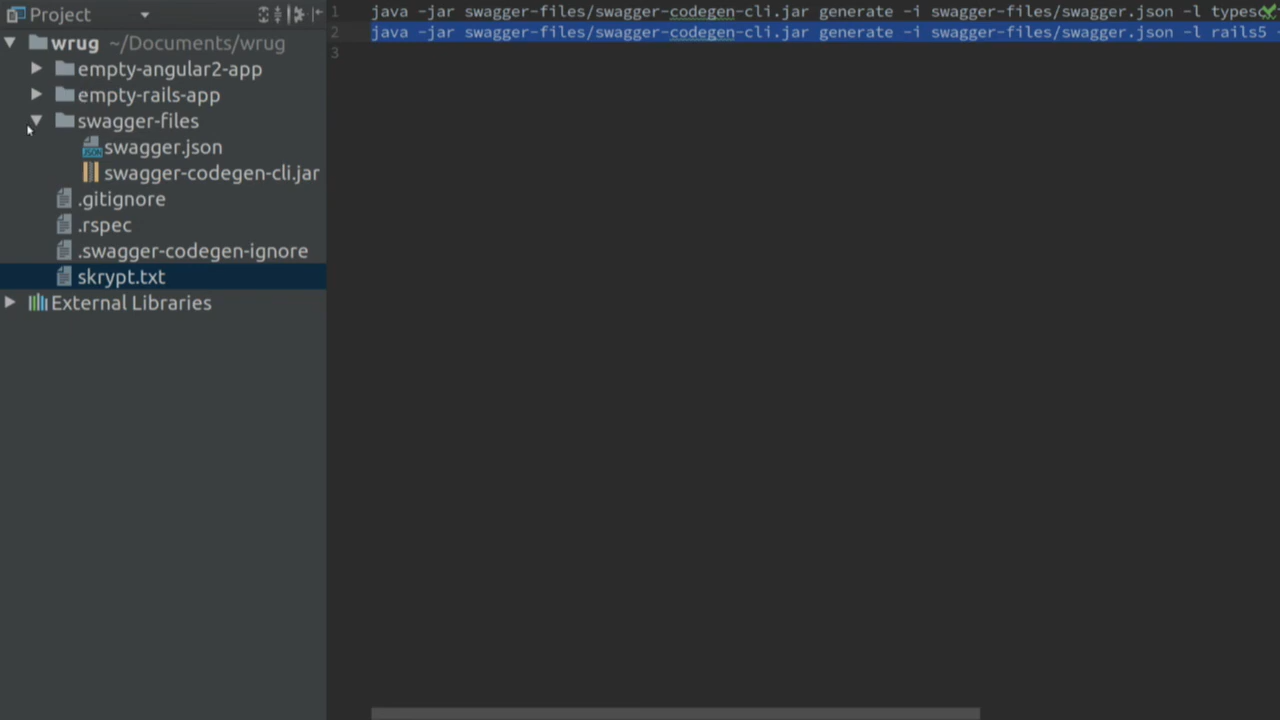 Project
wrug ~/Documents/wrug
empty-angular2-app
empty-rails-app
swagger-files
swagger.json
swagger-codegen-cli.jar
.gitignore
.rspec
.swagger-codegen-ignore
skrypt.txt
External Libraries
1 java -jar swagger-files/swagger-codegen-cli.jar generate -i swagger-files/swagger.json -l typesc
2 java -jar swagger-files/swagger-codegen-cli.jar generate -i swagger-files/swagger.json -l rails5
3